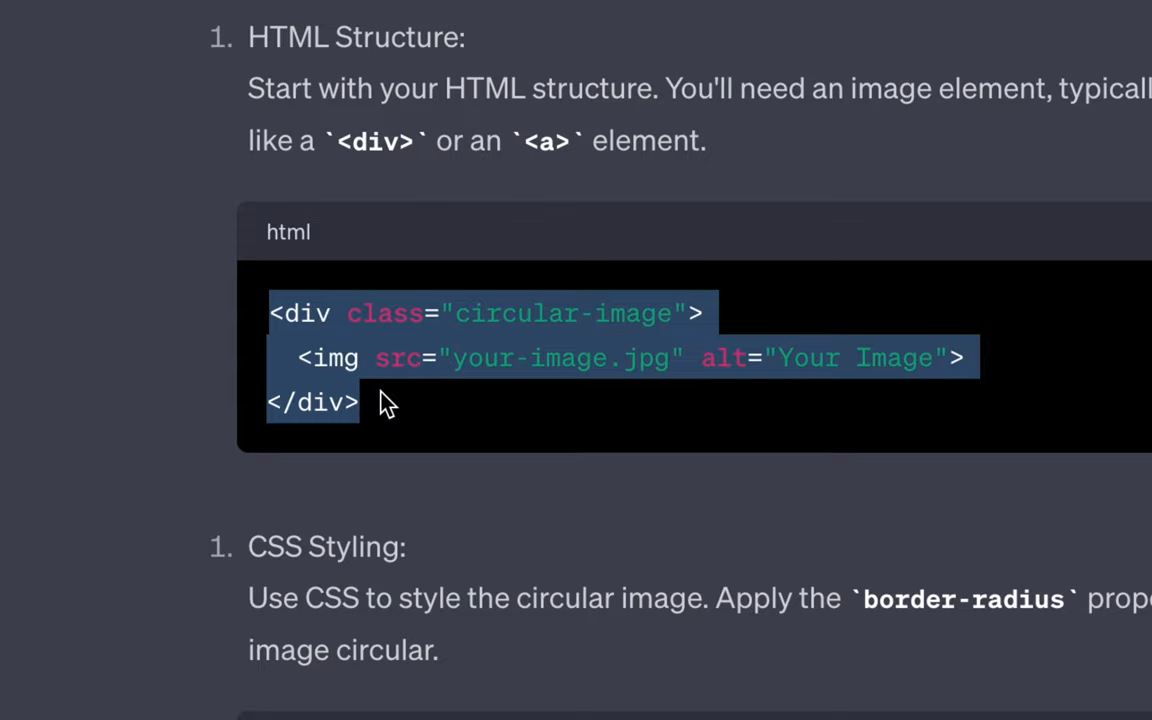 1. HTML Structure:
Start with your HTML structure. You'll need an image element, typicall
like a `<div>` or an `<a>` element.
html
<div class="circular-image">
<img src="your-image.jpg" alt="Your Image">
</div>
1. CSS Styling:
Use CSS to style the circular image. Apply the `border-radius` prop
image circular.